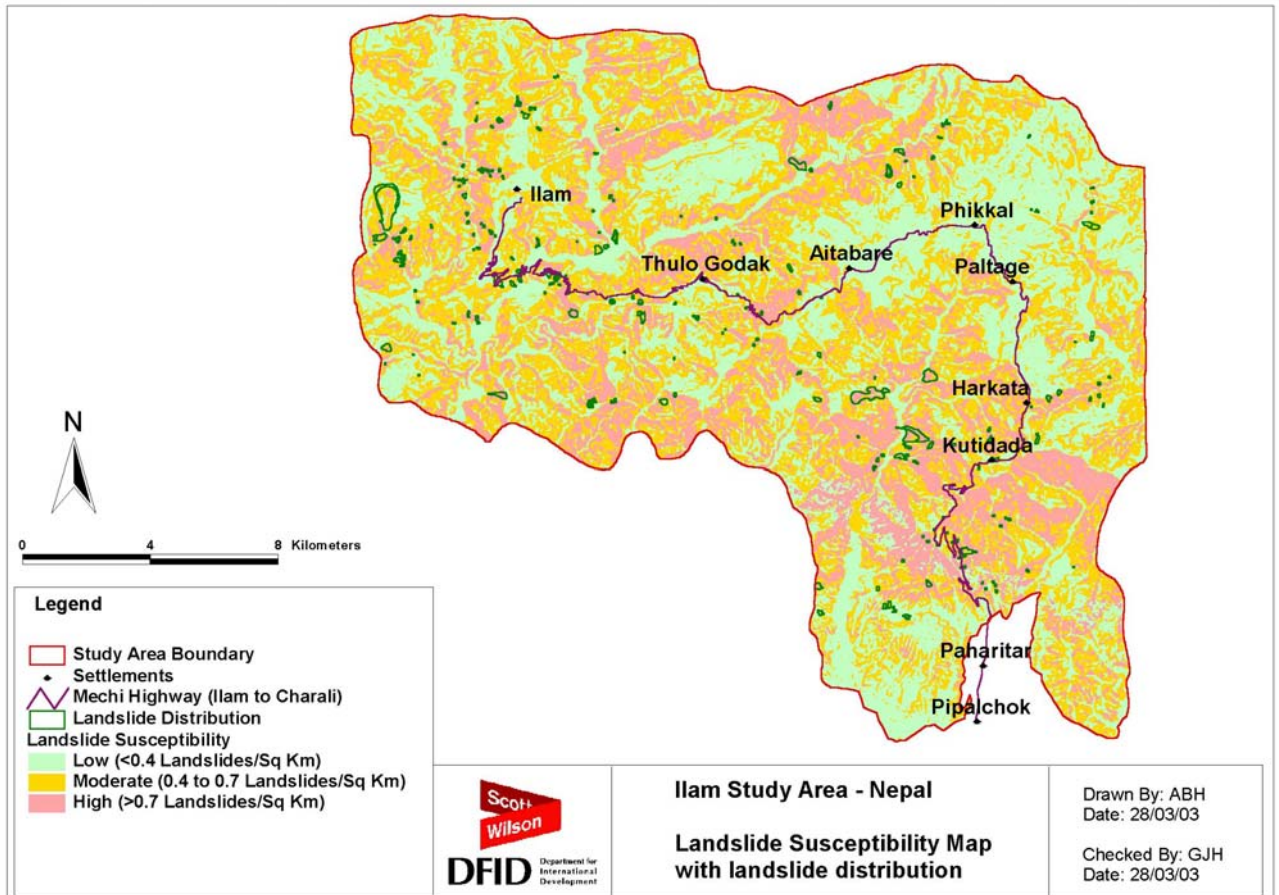 Ilam
Phikkal
Thulo Godak
Aitabare
Paltage
Harkata
Kutidada
Paharitar
Pipalchok
N
0 4 8 Kilometers
Legend
Study Area Boundary
Settlements
Mechi Highway (Ilam to Charali)
Landslide Distribution
Landslide Susceptibility
Low (<0.4 Landslides/Sq Km)
Moderate (0.4 to 0.7 Landslides/Sq Km)
High (>0.7 Landslides/Sq Km)
Scott
Wilson
DFID
Department for
International
Development
Ilam Study Area - Nepal
Landslide Susceptibility Map
with landslide distribution
Drawn By: ABH
Date: 28/03/03
Checked By: GJH
Date: 28/03/03